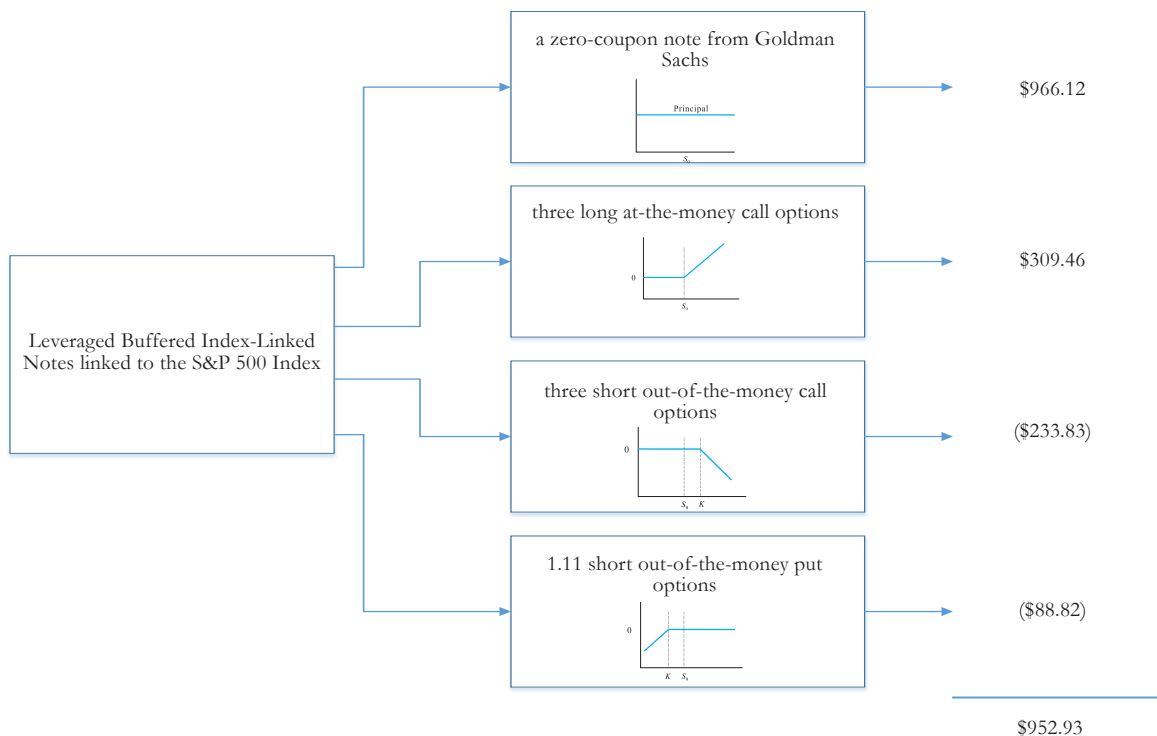 a zero-coupon note from Goldman
Sachs
Principal
S₀
$966.12
three long at-the-money call options
0
S₀
$309.46
Leveraged Buffered Index-Linked
Notes linked to the S&P 500 Index
three short out-of-the-money call
options
0
S₀ K
($233.83)
1.11 short out-of-the-money put
options
0
K S₀
($88.82)
$952.93